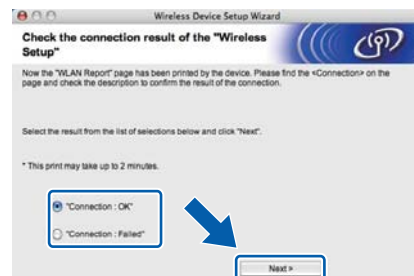 Wireless Device Setup Wizard
Check the connection result of the "Wireless
Setup"
Now the "WLAN Report" page has been printed by the device. Please find the <Connection> on the
page and check the description to confirm the result of the connection.
Select the result from the list of selections below and click "Next".
* This print may take up to 2 minutes.
"Connection : OK"
"Connection : Failed"
Next >